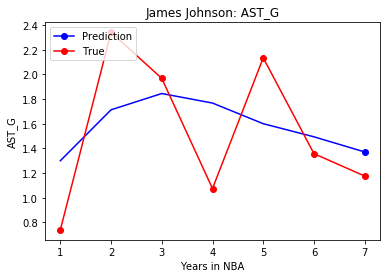 James Johnson: AST_G
Prediction
True
2.4
2.2
2.0
1.8
1.6
1.4
1.2
1.0
0.8
AST_G
1 2 3 4 5 6 7
Years in NBA